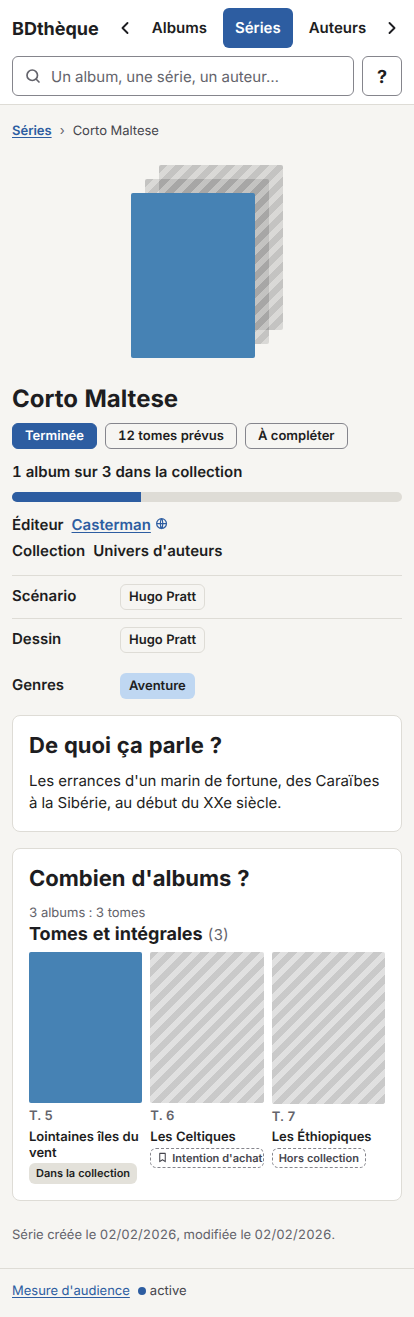 BDthèque
Albums
Séries
Auteurs
Un album, une série, un auteur...
?
Séries › Corto Maltese
Corto Maltese
Terminée
12 tomes prévus
À compléter
1 album sur 3 dans la collection
Éditeur Casterman
Collection Univers d'auteurs
Scénario Hugo Pratt
Dessin Hugo Pratt
Genres Aventure
De quoi ça parle ?
Les errances d'un marin de fortune, des Caraïbes
à la Sibérie, au début du XXe siècle.
Combien d'albums ?
3 albums : 3 tomes
Tomes et intégrales (3)
T. 5
Lointaines îles du
vent
Dans la collection
T. 6
Les Celtiques
Intention d'achat
T. 7
Les Éthiopiques
Hors collection
Série créée le 02/02/2026, modifiée le 02/02/2026.
Mesure d'audience active